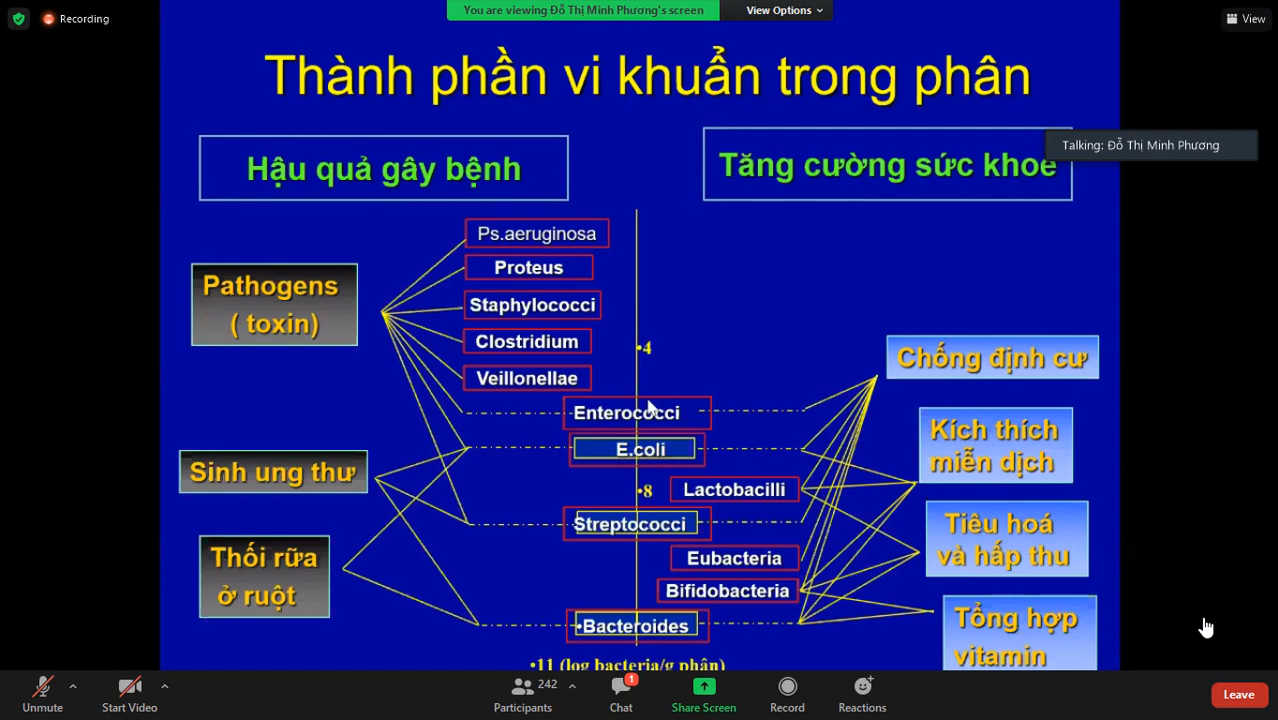 Recording
You are viewing Đỗ Thị Minh Phương's screen
View Options
View
Thành phần vi khuẩn trong phân
Talking: Đỗ Thị Minh Phương
Hậu quả gây bệnh
Tăng cường sức khoẻ
Ps.aeruginosa
Proteus
Pathogens
( toxin)
Staphylococci
Clostridium
•4
Veillonellae
Chống định cư
Enterococci
E.coli
Kích thích
miễn dịch
Sinh ung thư
•8
Lactobacilli
Streptococci
Tiêu hoá
và hấp thu
Thối rữa
ở ruột
Eubacteria
Bifidobacteria
•Bacteroides
Tổng hợp
vitamin
•11 (log bacteria/g phân)
Unmute
Start Video
242
Participants
1
Chat
Share Screen
Record
Reactions
Leave